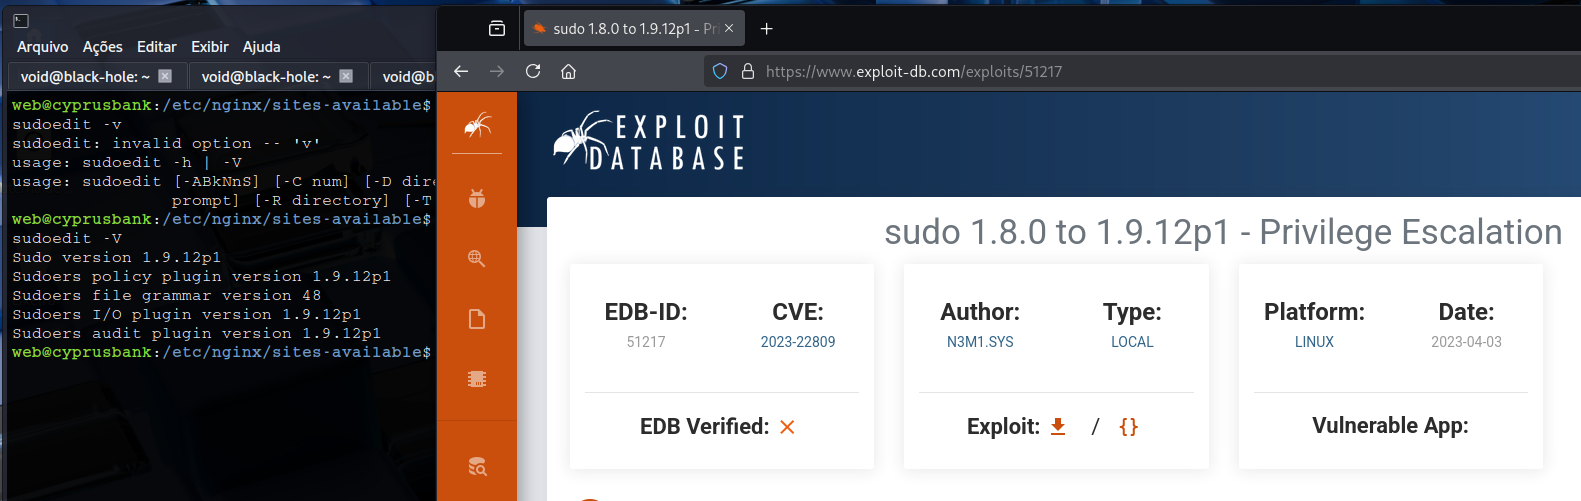 Arquivo Ações Editar Exibir Ajuda
void@black-hole: ~ void@black-hole: ~ void@b
web@cyprusbank:/etc/nginx/sites-available$
sudoedit -v
sudoedit: invalid option -- 'v'
usage: sudoedit -h | -V
usage: sudoedit [-ABkNnS] [-C num] [-D dire
prompt] [-R directory] [-T
web@cyprusbank:/etc/nginx/sites-available$
sudoedit -V
Sudo version 1.9.12p1
Sudoers policy plugin version 1.9.12p1
Sudoers file grammar version 48
Sudoers I/O plugin version 1.9.12p1
Sudoers audit plugin version 1.9.12p1
web@cyprusbank:/etc/nginx/sites-available$
sudo 1.8.0 to 1.9.12p1 - Pri
https://www.exploit-db.com/exploits/51217
EXPLOIT
DATABASE
sudo 1.8.0 to 1.9.12p1 - Privilege Escalation
EDB-ID: CVE:
51217 2023-22809
EDB Verified:
Author: Type:
N3M1.SYS LOCAL
Exploit: / {}
Platform: Date:
LINUX 2023-04-03
Vulnerable App: